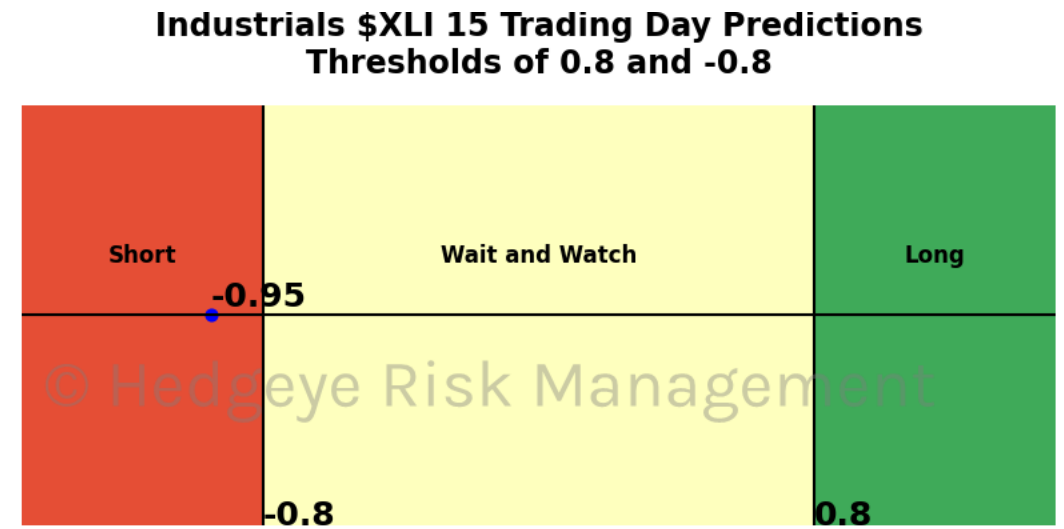 Industrials $XLI 15 Trading Day Predictions
Thresholds of 0.8 and -0.8
Short
Wait and Watch
Long
-0.95
© Hedgeye Risk Management
-0.8
0.8